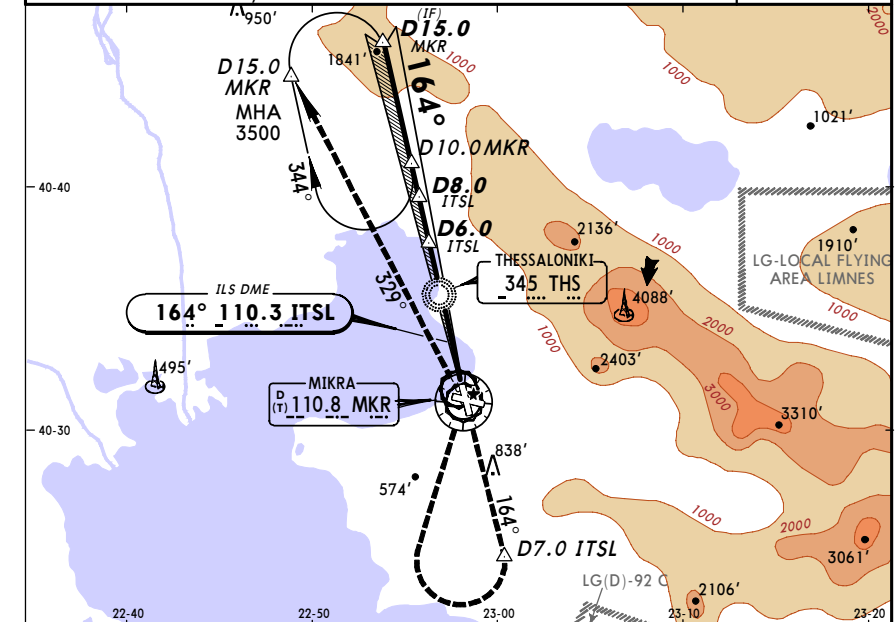 950'
(IF)
D15.0
MKR
1841'
1000
2000
D15.0
MKR
MHA
3500
164°
1000
1021'
D10.0 MKR
344°
40-40
D8.0
ITSL
D6.0
ITSL
2136'
1000
1910'
THESSALONIKI
345 THS
LG-LOCAL FLYING
AREA LIMNES
329°
4088'
ILS DME
164° 110.3 ITSL
1000
2000
1000
495'
2403'
MIKRA
D
(T) 110.8 MKR
3000
3310'
40-30
838'
574'
164°
1000
2000
D7.0 ITSL
3061'
LG(D)-92 C
2106'
22-40
22-50
23-00
23-10
23-20